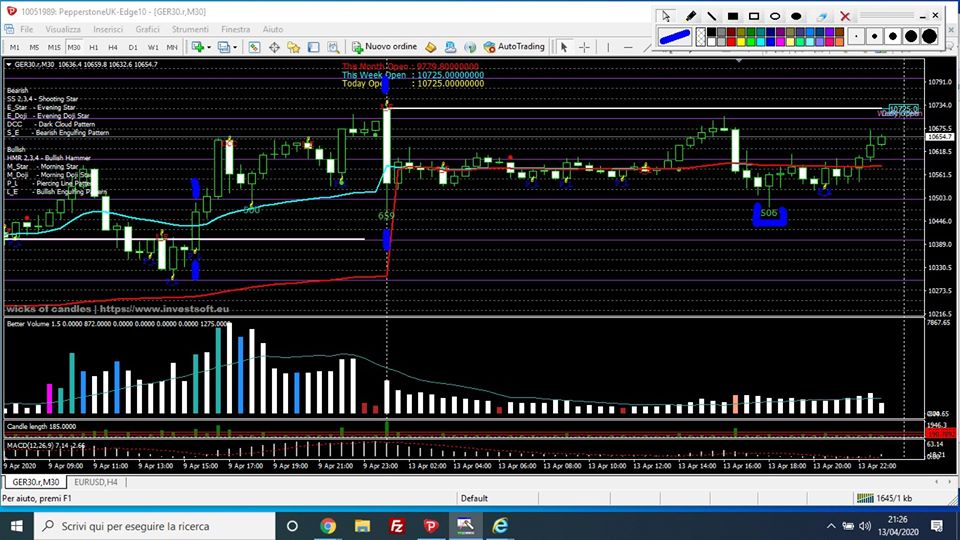 10051989: PepperstoneUK-Edge10 - [GER30.r,M30]
File Visualizza Inserisci Grafici Strumenti Finestra Aiuto
M1 M5 M15 M30 H1 H4 D1 W1 MN Nuovo ordine AutoTrading
GER30.r,M30 10636.4 10659.8 10632.6 10654.7
This Month Open : 9779.80000000
This Week Open : 10725.00000000
Today Open : 10725.00000000
Bearish
SS 2,3,4 - Shooting Star
E_Star - Evening Star
E_Doji - Evening Doji Star
DCC - Dark Cloud Pattern
S_E - Bearish Engulfing Pattern
Bullish
HMR 2,3,4 - Bullish Hammer
M_Star - Morning Star
M_Doji - Morning Doji Star
P_L - Piercing Line Pattern
L_E - Bullish Engulfing Pattern
10791.0
10734.0
10725.0
10675.5
10654.7
10618.5
10561.5
10503.0
10446.0
10389.0
10330.5
10273.5
10216.5
659
506
Wicks of candles | https://www.investsoft.eu
Better Volume 1.5 0.0000 872.0000 0.0000 0.0000 0.0000 0.0000 1275.0000
7867.65
Candle length 185.0000
1946.3
MACD(12,26,9) 7.14 2.66
63.14
9 Apr 2020 9 Apr 09:00 9 Apr 11:00 9 Apr 13:00 9 Apr 15:00 9 Apr 17:00 9 Apr 19:00 9 Apr 21:00 9 Apr 23:00 13 Apr 02:00 13 Apr 04:00 13 Apr 06:00 13 Apr 08:00 13 Apr 10:00 13 Apr 12:00 13 Apr 14:00 13 Apr 16:00 13 Apr 18:00 13 Apr 20:00 13 Apr 22:00
GER30.r,M30 EURUSD,H4
Per aiuto, premi F1 Default 1645/1 kb
Scrivi qui per eseguire la ricerca
21:26
13/04/2020